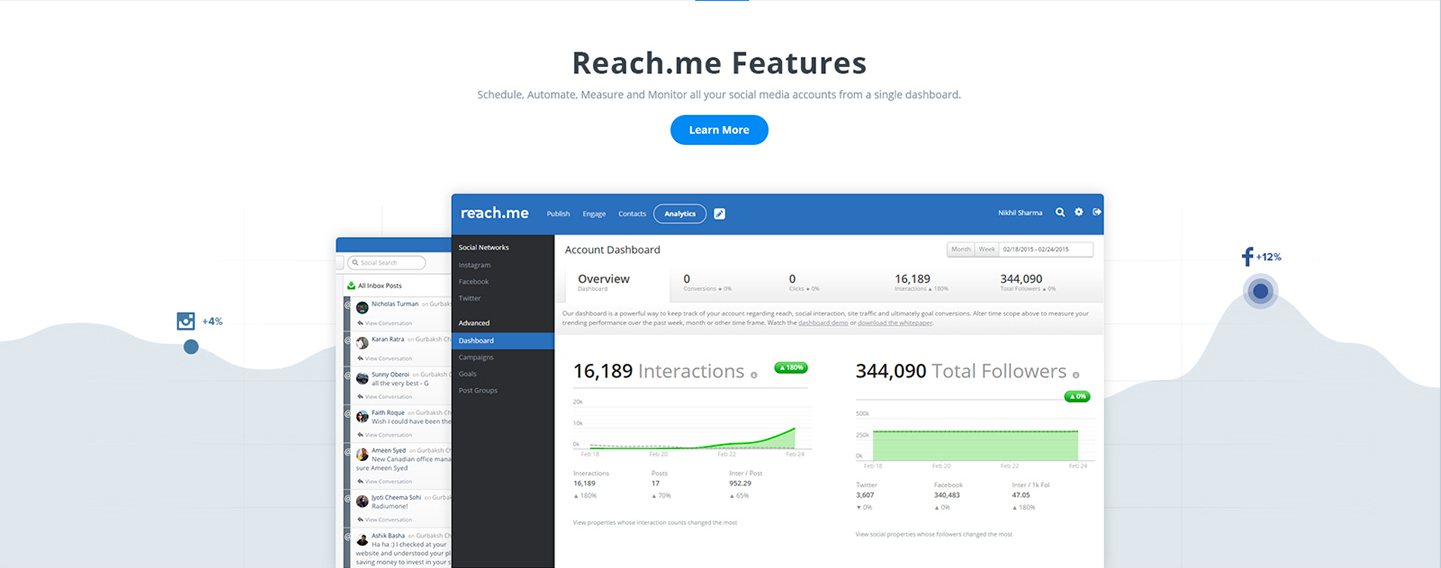 Reach.me Features
Schedule, Automate, Measure and Monitor all your social media accounts from a single dashboard.
Learn More
+4%
+12%
Social Search
All Inbox Posts
Nicholas Turman on Gurbaks
View Conversation
Karan Ratra on Gurbaksh Ch
View Conversation
Sunny Oberoi on Gurbaksh
all the very best - G
View Conversation
Faith Roque on Gurbaksh Ch
Wish I could have been the
View Conversation
Ameen Syed on Gurbaksh C
New Canadian office mana
sure Ameen Syed
View Conversation
Jyoti Cheema Sohi on Gurba
Radiumone!
View Conversation
Ashik Basha on Gurbaksh C
Ha ha :) I checked at your
website and understood your pl
saving money to invest in your s
reach.me
Publish Engage Contacts Analytics
Nikhil Sharma
Social Networks
Instagram
Facebook
Twitter
Advanced
Dashboard
Campaigns
Goals
Post Groups
Account Dashboard
Month Week 02/18/2015 - 02/24/2015
Overview
Dashboard
0
Conversions 0%
0
Clicks 0%
16,189
Interactions ▲ 180%
344,090
Total Followers ▲ 0%
Our dashboard is a powerful way to keep track of your account regarding reach, social interaction, site traffic and ultimately goal conversions. Alter time scope above to measure your
trending performance over the past week, month or other time frame. Watch the dashboard demo or download the whitepaper.
16,189 Interactions
▲ 180%
20k
10k
0k
Feb 18 Feb 20 Feb 22 Feb 24
Interactions Posts Inter / Post
16,189 17 952.29
▲ 180% ▲ 70% ▲ 65%
View properties whose interaction counts changed the most
344,090 Total Followers
▲ 0%
500k
250k
0k
Feb 18 Feb 20 Feb 22 Feb 24
Twitter Facebook Inter / 1k Fol
3,607 340,483 47.05
▼ 0% ▲ 0% ▲ 180%
View social properties whose followers changed the most